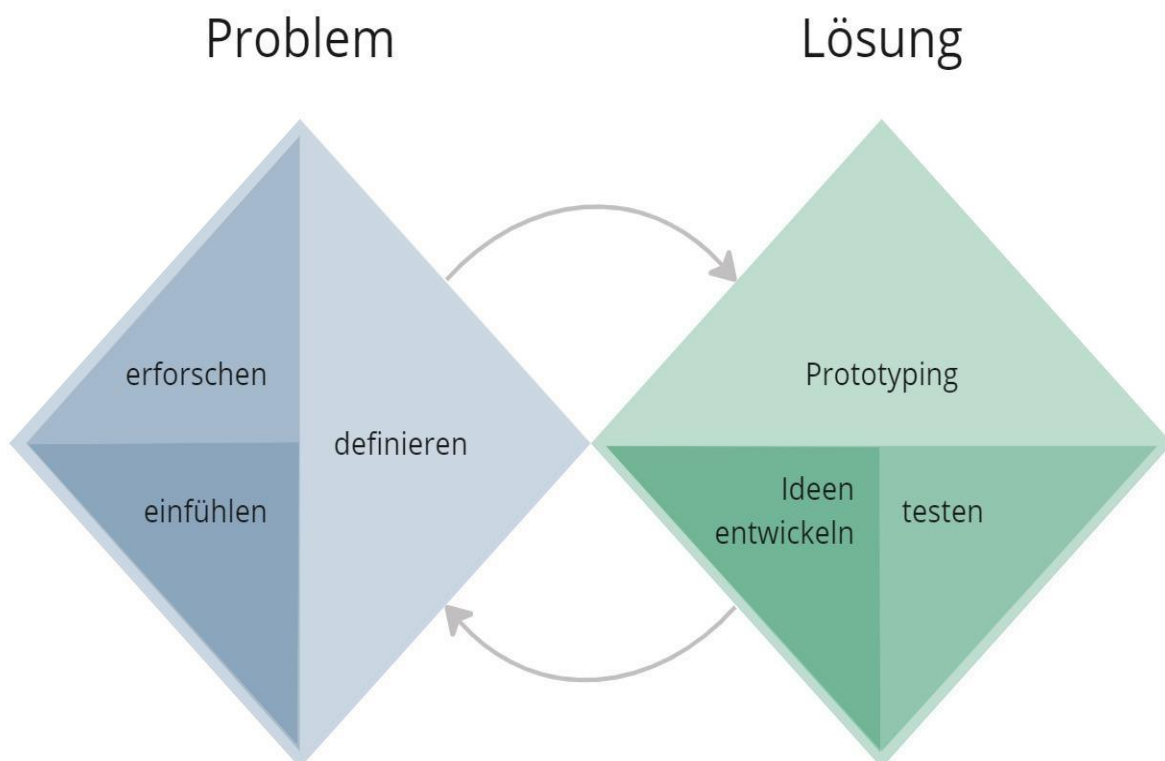 Problem
Lösung
erforschen
einfühlen
definieren
Prototyping
Ideen
entwickeln
testen